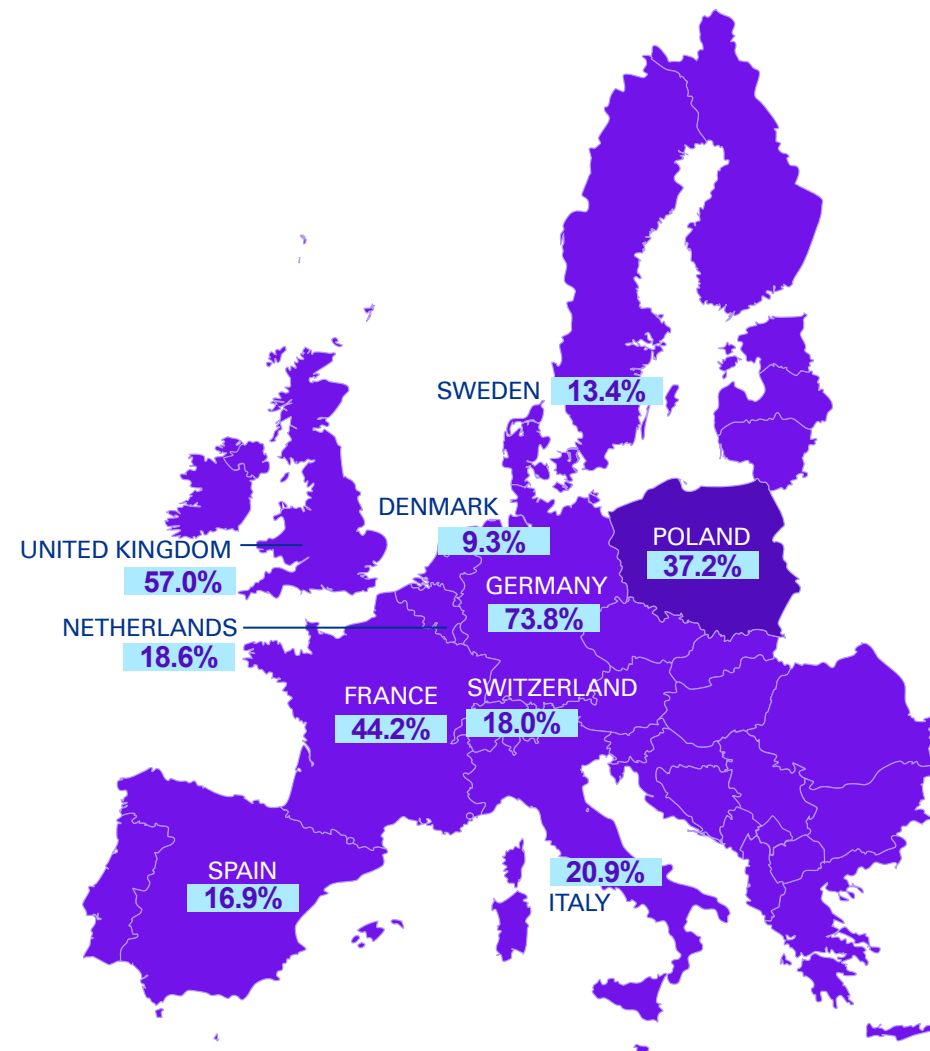 SWEDEN 13.4%
DENMARK
9.3%
POLAND
37.2%
UNITED KINGDOM
57.0%
GERMANY
73.8%
NETHERLANDS
18.6%
FRANCE
44.2%
SWITZERLAND
18.0%
SPAIN
16.9%
20.9%
ITALY